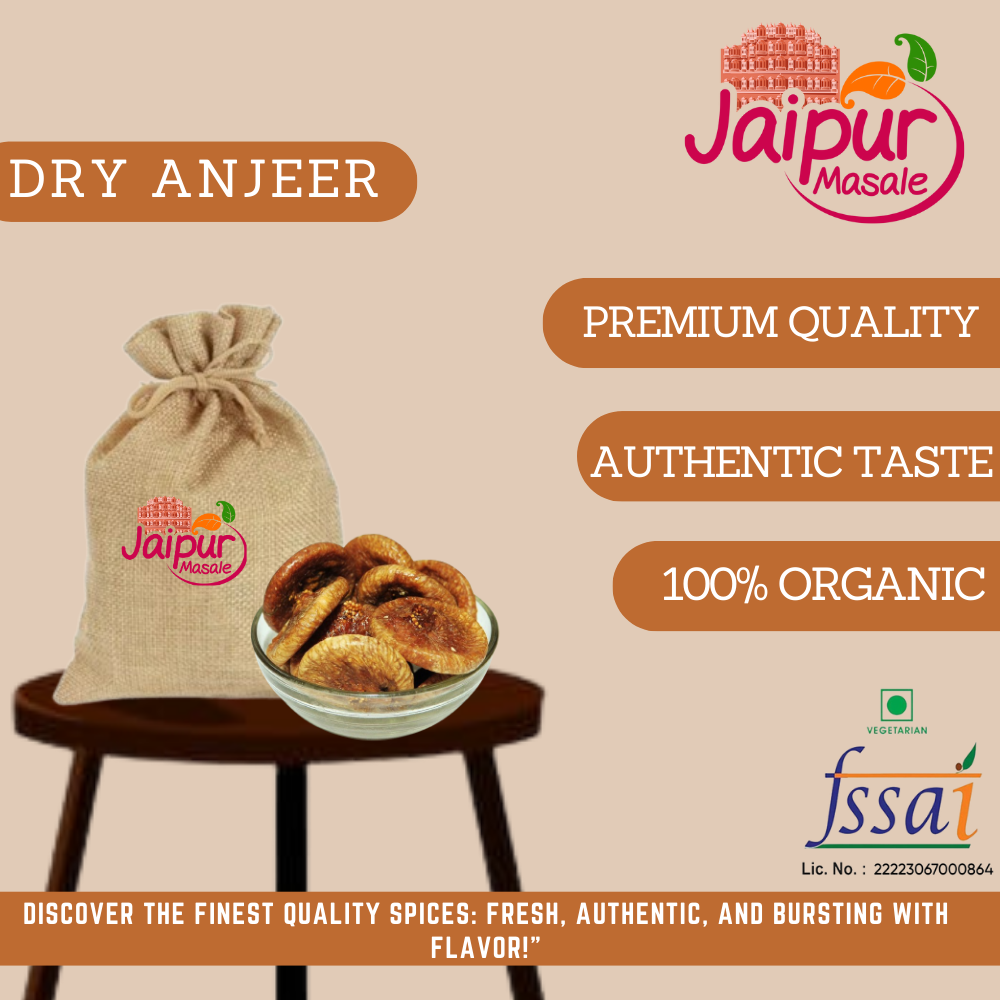 Jaipur
Masale
DRY ANJEER
PREMIUM QUALITY
AUTHENTIC TASTE
100% ORGANIC
Jaipur
Masale
VEGETARIAN
fssai
Lic. No. : 22223067000864
DISCOVER THE FINEST QUALITY SPICES: FRESH, AUTHENTIC, AND BURSTING WITH
FLAVOR!”